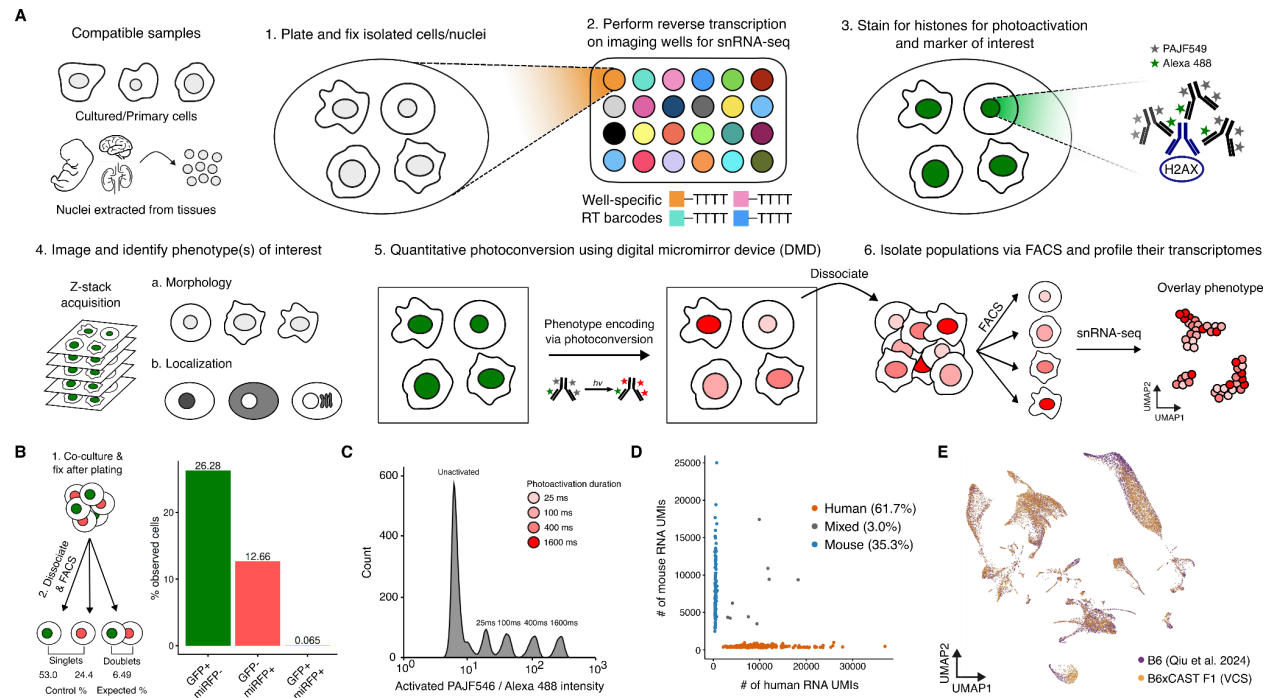 A
Compatible samples
Cultured/Primary cells
Nuclei extracted from tissues
1. Plate and fix isolated cells/nuclei
2. Perform reverse transcription
on imaging wells for snRNA-seq
Well-specific
RT barcodes
TTTT
TTTT
TTTT
TTTT
3. Stain for histones for photoactivation
and marker of interest
PAJF549
Alexa 488
H2AX
4. Image and identify phenotype(s) of interest
Z-stack
acquisition
a. Morphology
b. Localization
5. Quantitative photoconversion using digital micromirror device (DMD)
Phenotype encoding
via photoconversion
hv
Dissociate
6. Isolate populations via FACS and profile their transcriptomes
FACS
snRNA-seq
Overlay phenotype
UMAP2
UMAP1
B
1. Co-culture &
fix after plating
2. Dissociate
& FACS
Singlets
Doublets
53.0
24.4
6.49
Control %
Expected %
% observed cells
20
10
0
26.28
12.66
0.065
GFP+
miRFP-
GFP-
miRFP+
GFP+
miRFP+
C
Count
600
400
200
0
Unactivated
25ms
100ms
400ms
1600ms
Photoactivation duration
25 ms
100 ms
400 ms
1600 ms
10⁰
10¹
10²
10³
Activated PAJF546 / Alexa 488 intensity
D
# of mouse RNA UMIs
25000
20000
15000
10000
5000
0
Human (61.7%)
Mixed (3.0%)
Mouse (35.3%)
0
10000
20000
30000
# of human RNA UMIs
E
UMAP2
UMAP1
B6 (Qiu et al. 2024)
B6xCAST F1 (VCS)